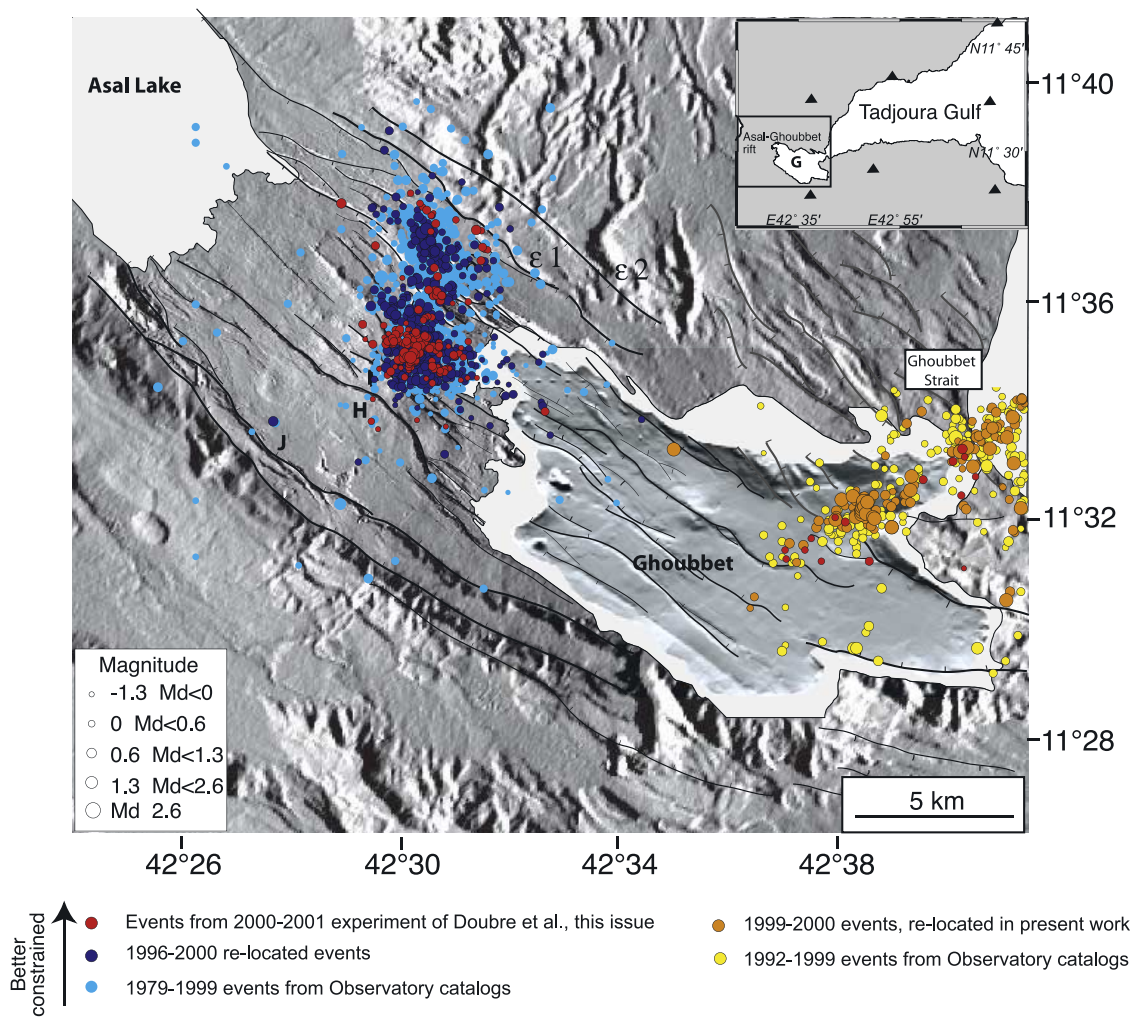 Asal Lake
N11° 45'
Tadjoura Gulf
Asal-Ghoubbet
rift
G
N11° 30'
E42° 35'
E42° 55'
11°40
ε1
ε2
11°36
Ghoubbet
Strait
H
J
11°32
Ghoubbet
Magnitude
-1.3 Md<0
0 Md<0.6
0.6 Md<1.3
1.3 Md<2.6
Md 2.6
11°28
5 km
42°26
42°30
42°34
42°38
Better
constrained
Events from 2000-2001 experiment of Doubre et al., this issue
1996-2000 re-located events
1979-1999 events from Observatory catalogs
1999-2000 events, re-located in present work
1992-1999 events from Observatory catalogs